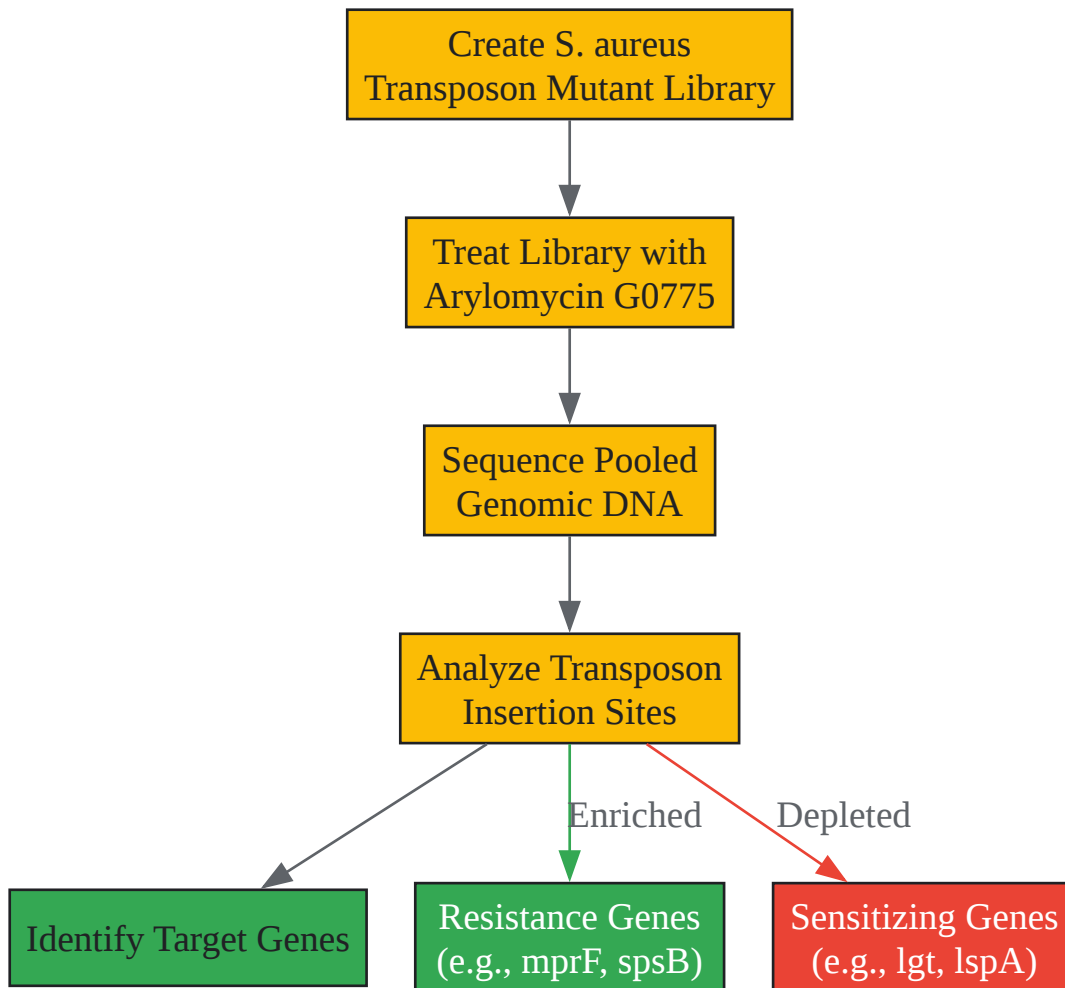 Create S. aureus
Transposon Mutant Library
Treat Library with
Arylomycin G0775
Sequence Pooled
Genomic DNA
Analyze Transposon
Insertion Sites
Enriched
Depleted
Identify Target Genes
Resistance Genes
(e.g., mprF, spsB)
Sensitizing Genes
(e.g., lgt, lspA)